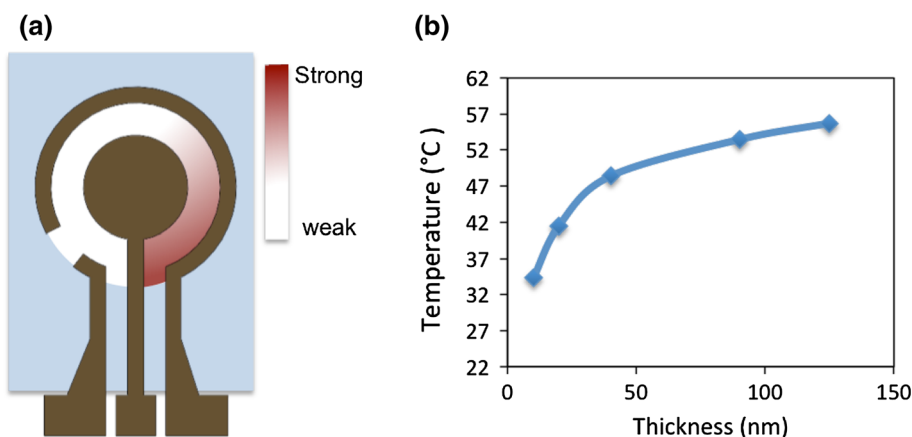 (a)
Strong
weak
(b)
Temperature (°C )
62
57
52
47
42
37
32
27
22
0
50
100
150
Thickness (nm)